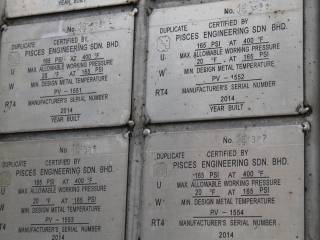 YEAR BUILT
DUPLICATE
CERTIFIED BY
PISCES ENGINEERING SDN. BHD.
165 PSI AT 400 °F
U MAX. ALLOWABLE WORKING PRESSURE
-20 °F AT 165 PSI
W MIN. DESIGN METAL TEMPERATURE
PV - 1551
RT4 MANUFACTURER'S SERIAL NUMBER
2014
YEAR BUILT
No.
DUPLICATE
CERTIFIED BY
PISCES ENGINEERING SDN. BHD.
165 PSI AT 400 °F
U MAX. ALLOWABLE WORKING PRESSURE
-20 °F AT 165 PSI
W MIN. DESIGN METAL TEMPERATURE
PV - 1552
RT4 MANUFACTURER'S SERIAL NUMBER
2014
YEAR BUILT
No.
DUPLICATE
CERTIFIED BY
PISCES ENGINEERING SDN. BHD.
165 PSI AT 400 °F
U MAX. ALLOWABLE WORKING PRESSURE
-20 °F AT 165 PSI
W MIN. DESIGN METAL TEMPERATURE
PV - 1553
RT4 MANUFACTURER'S SERIAL NUMBER
2014
No.
DUPLICATE
CERTIFIED BY
PISCES ENGINEERING SDN. BHD.
165 PSI AT 400 °F
U MAX. ALLOWABLE WORKING PRESSURE
-20 °F AT 165 PSI
W MIN. DESIGN METAL TEMPERATURE
PV - 1554
RT4 MANUFACTURER'S SERIAL NUMBER
2014
YEAR BUILT